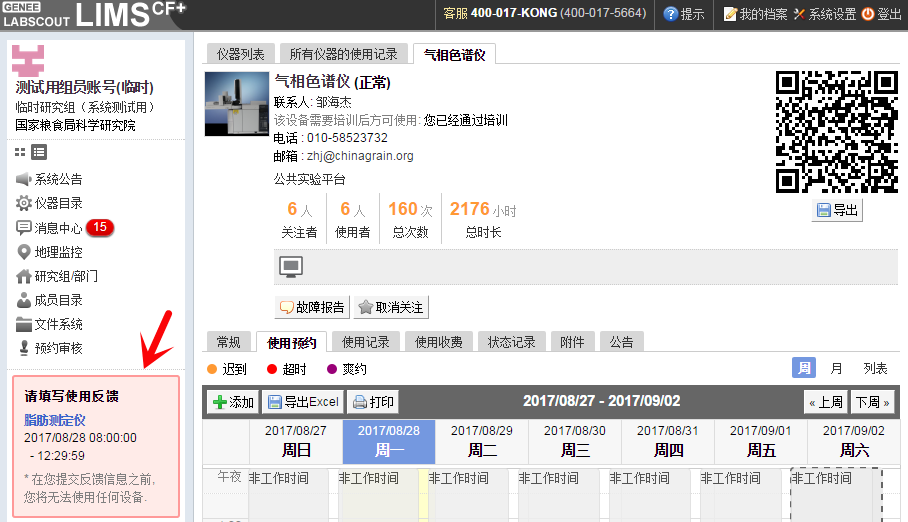 GENEE
LABSCOUT LIMS CF+
客服 400-017-KONG (400-017-5664) 提示 我的档案 系统设置 登出
测试用组员账号(临时)
临时研究组（系统测试用）
国家粮食局科学研究院
系统公告
仪器目录
消息中心 15
地理监控
研究组/部门
成员目录
文件系统
预约审核
请填写使用反馈
脂肪测定仪
2017/08/28 08:00:00
- 12:29:59
* 在您提交反馈信息之前,
您将无法使用任何设备.
仪器列表 所有仪器的使用记录 气相色谱仪
气相色谱仪 (正常)
联系人: 邹海杰
该设备需要培训后方可使用: 您已经通过培训
电话 : 010-58523732
邮箱 : zhj@chinagrain.org
公共实验平台
6 人 6 人 160 次 2176 小时
关注者 使用者 总次数 总时长
导出
故障报告 取消关注
常规 使用预约 使用记录 使用收费 状态记录 附件 公告
迟到 超时 爽约 周 月 列表
添加 导出Excel 打印 2017/08/27 - 2017/09/02 « 上周 下周 »
2017/08/27 2017/08/28 2017/08/29 2017/08/30 2017/08/31 2017/09/01 2017/09/02
周日 周一 周二 周三 周四 周五 周六
午夜 非工作时间 非工作时间 非工作时间 非工作时间 非工作时间 非工作时间 非工作时间